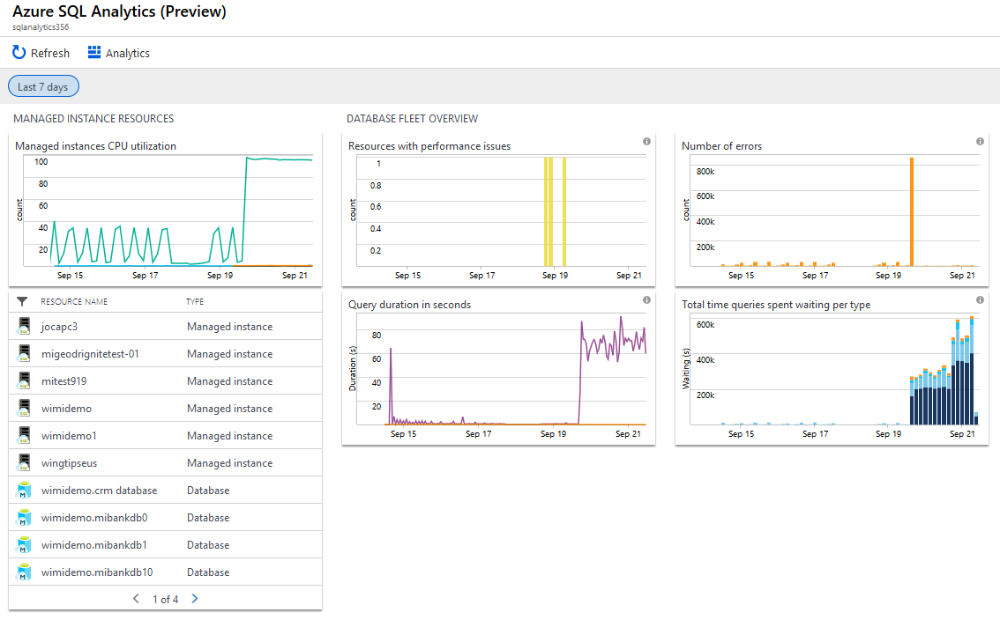 Azure SQL Analytics (Preview)
sqlanalytics356
Refresh Analytics
Last 7 days
MANAGED INSTANCE RESOURCES
Managed instances CPU utilization
count
100
80
60
40
20
Sep 15 Sep 17 Sep 19 Sep 21
RESOURCE NAME TYPE
jocapc3 Managed instance
migeodrignitetest-01 Managed instance
mitest919 Managed instance
wimidemo Managed instance
wimidemo1 Managed instance
wingtipseus Managed instance
wimidemo.crm database Database
wimidemo.mibankdb0 Database
wimidemo.mibankdb1 Database
wimidemo.mibankdb10 Database
1 of 4
DATABASE FLEET OVERVIEW
Resources with performance issues
count
1
0.8
0.6
0.4
0.2
Sep 15 Sep 17 Sep 19 Sep 21
Number of errors
count
800k
600k
400k
200k
Sep 15 Sep 17 Sep 19 Sep 21
Query duration in seconds
Duration (s)
80
60
40
20
Sep 15 Sep 17 Sep 19 Sep 21
Total time queries spent waiting per type
Waiting (s)
600k
400k
200k
Sep 15 Sep 17 Sep 19 Sep 21